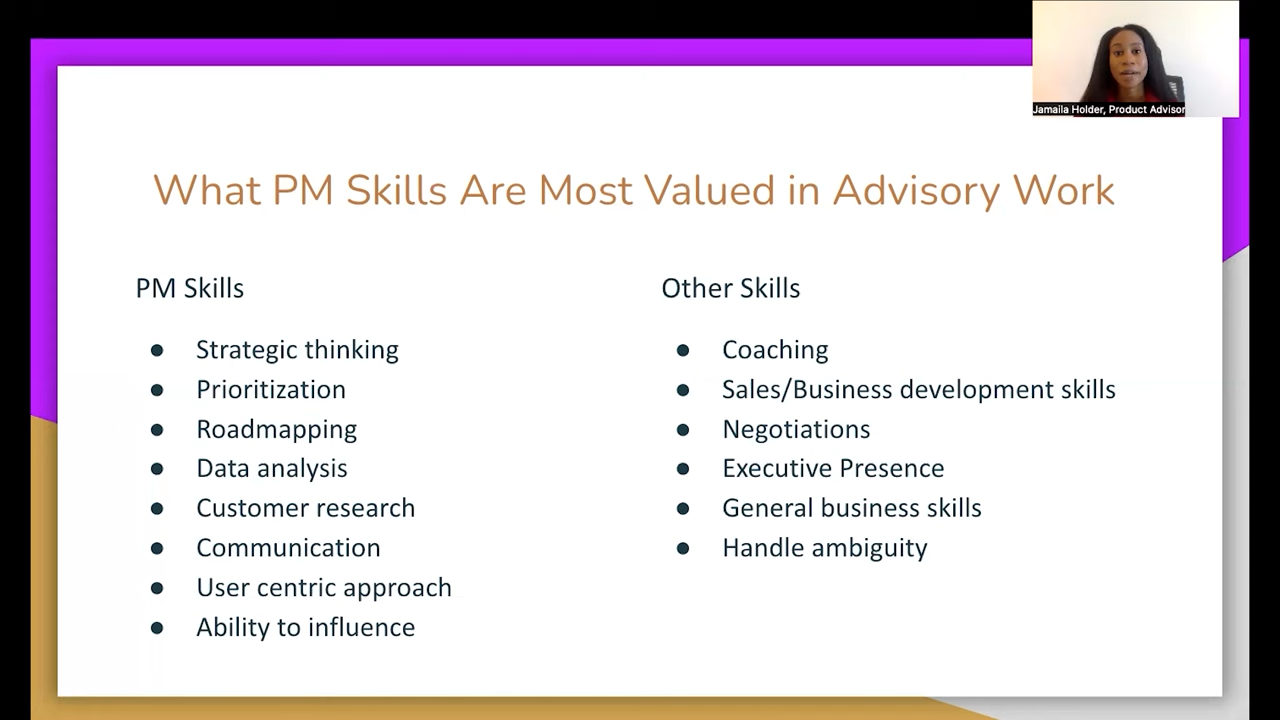 Jamaila Holder, Product Advisor
What PM Skills Are Most Valued in Advisory Work
PM Skills
● Strategic thinking
● Prioritization
● Roadmapping
● Data analysis
● Customer research
● Communication
● User centric approach
● Ability to influence
Other Skills
● Coaching
● Sales/Business development skills
● Negotiations
● Executive Presence
● General business skills
● Handle ambiguity